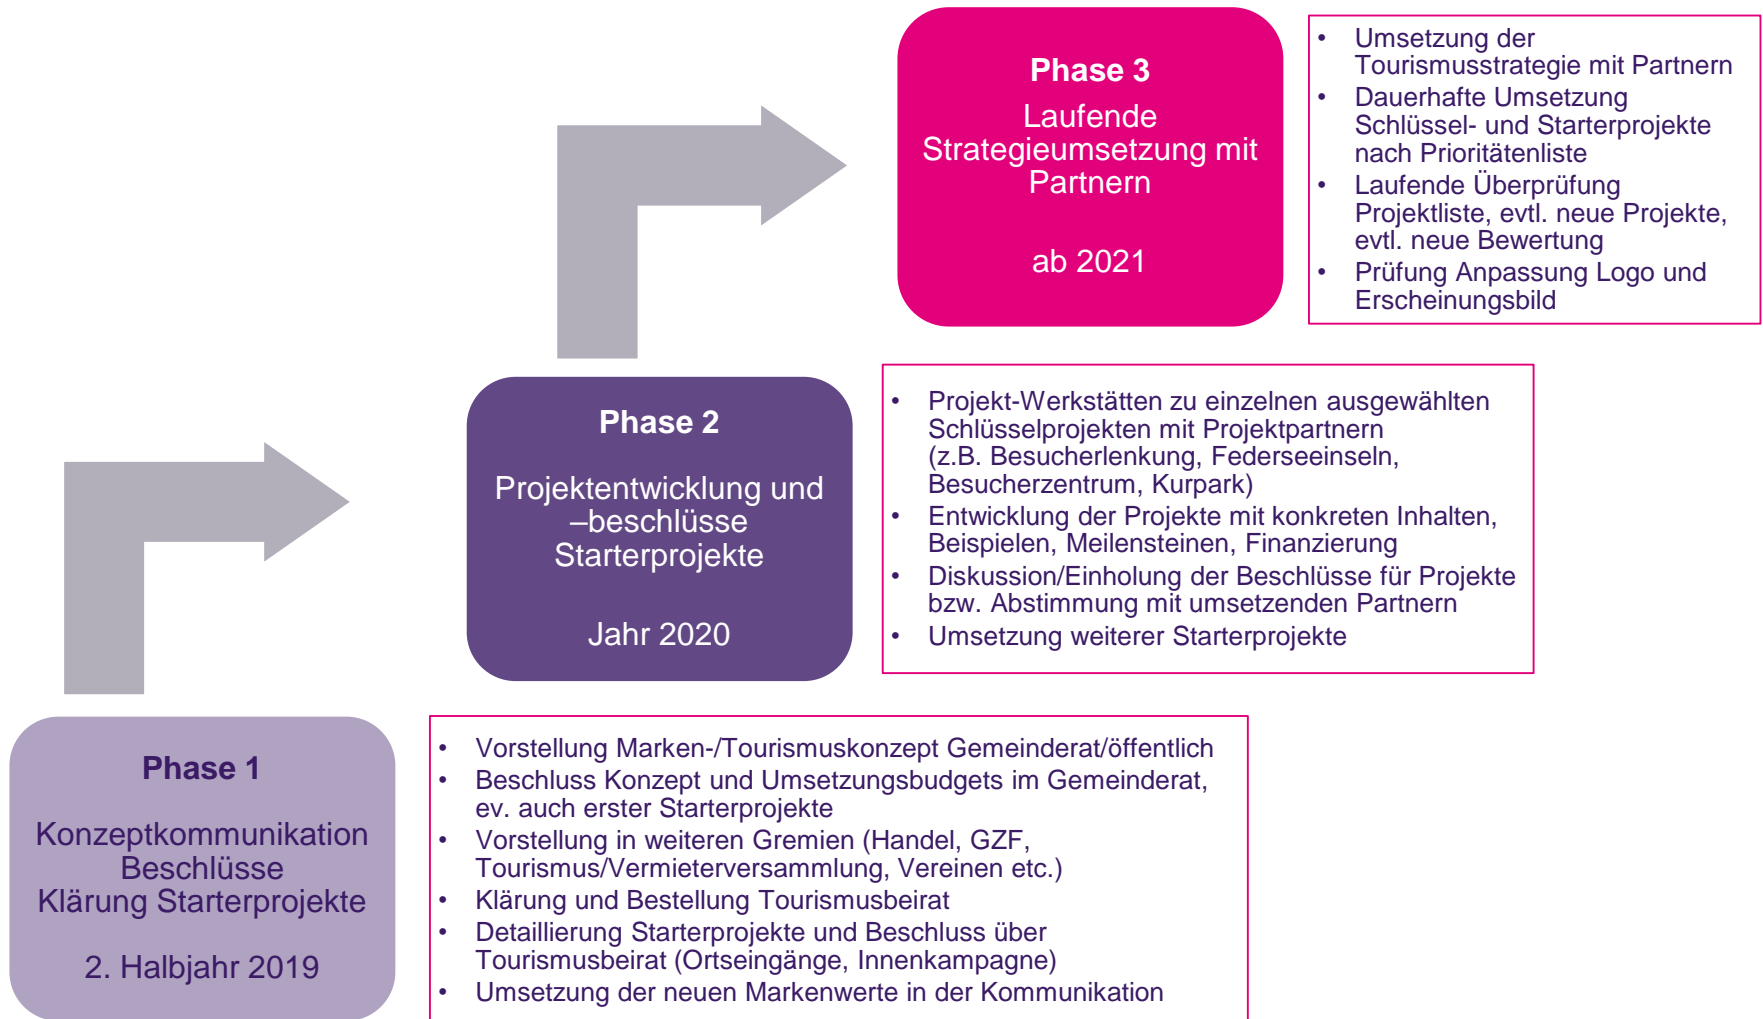 Phase 3
Laufende
Strategieumsetzung mit
Partnern
ab 2021
• Umsetzung der
Tourismusstrategie mit Partnern
• Dauerhafte Umsetzung
Schlüssel- und Starterprojekte
nach Prioritätenliste
• Laufende Überprüfung
Projektliste, evtl. neue Projekte,
evtl. neue Bewertung
• Prüfung Anpassung Logo und
Erscheinungsbild
Phase 2
Projektentwicklung und
–beschlüsse
Starterprojekte
Jahr 2020
• Projekt-Werkstätten zu einzelnen ausgewählten
Schlüsselprojekten mit Projektpartnern
(z.B. Besucherlenkung, Federseeinseln,
Besucherzentrum, Kurpark)
• Entwicklung der Projekte mit konkreten Inhalten,
Beispielen, Meilensteinen, Finanzierung
• Diskussion/Einholung der Beschlüsse für Projekte
bzw. Abstimmung mit umsetzenden Partnern
• Umsetzung weiterer Starterprojekte
Phase 1
Konzeptkommunikation
Beschlüsse
Klärung Starterprojekte
2. Halbjahr 2019
• Vorstellung Marken-/Tourismuskonzept Gemeinderat/öffentlich
• Beschluss Konzept und Umsetzungsbudgets im Gemeinderat,
ev. auch erster Starterprojekte
• Vorstellung in weiteren Gremien (Handel, GZF,
Tourismus/Vermieterversammlung, Vereinen etc.)
• Klärung und Bestellung Tourismusbeirat
• Detaillierung Starterprojekte und Beschluss über
Tourismusbeirat (Ortseingänge, Innenkampagne)
• Umsetzung der neuen Markenwerte in der Kommunikation